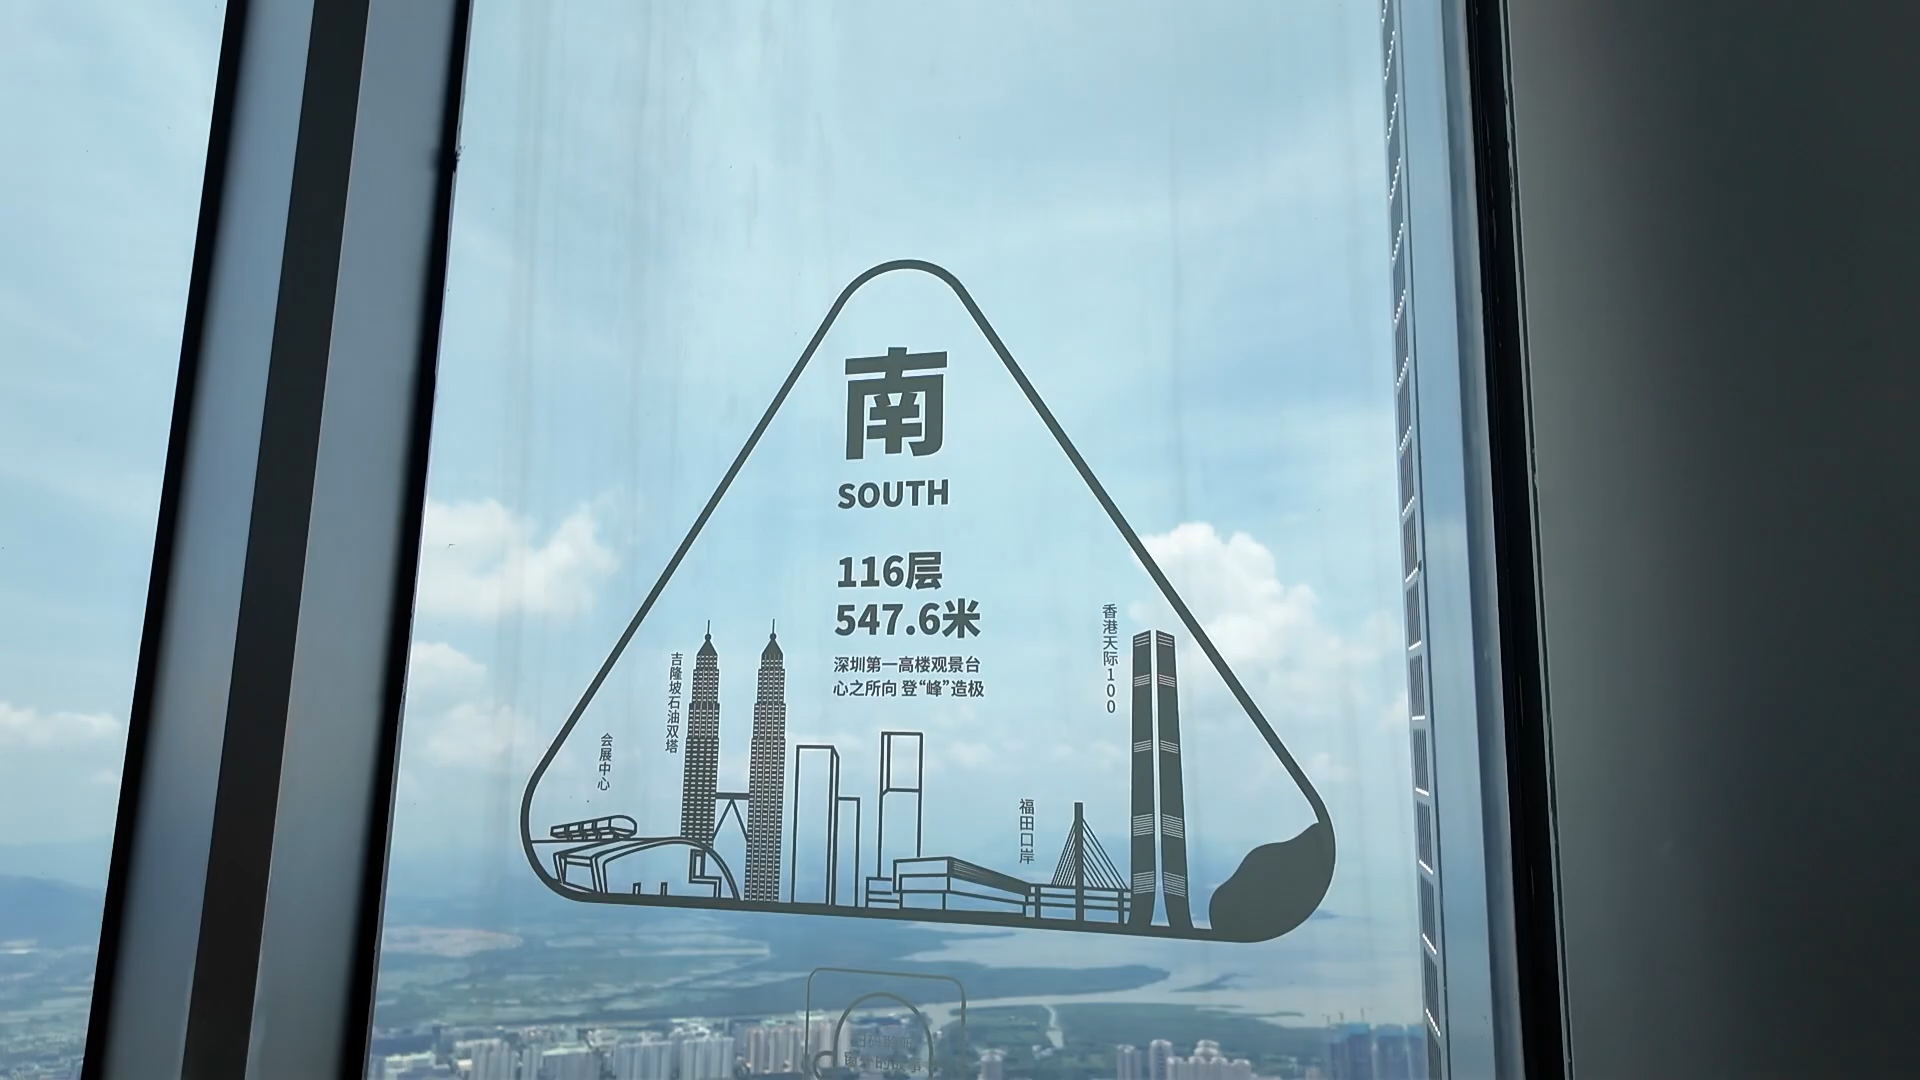 南
SOUTH
116层
547.6米
深圳第一高楼观景台
心之所向 登“峰”造极
香港天际100
吉隆坡石油双塔
会展中心
福田口岸